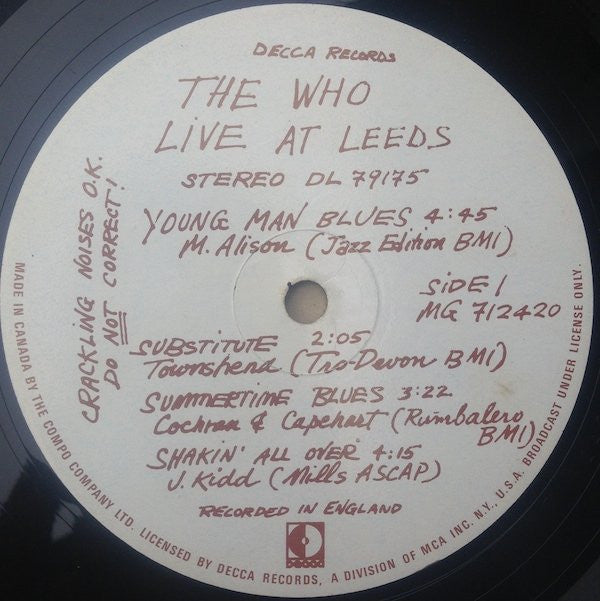 DECCA RECORDS
THE WHO
LIVE AT LEEDS
STEREO DL 79175
CRACKLING NOISES O.K.
DO NOT CORRECT!
YOUNG MAN BLUES 4:45
M. Alison (Jazz Edition BMI)
SIDE 1
MG 712420
SUBSTITUTE 2:05
Townshend (Tro-Devon BMI)
SUMMERTIME BLUES 3:22
Cochran & Capehart (Rumbalero
BMI)
SHAKIN' ALL OVER 4:15
J. Kidd (Mills ASCAP)
RECORDED IN ENGLAND
DECCA
MADE IN CANADA BY THE COMPO COMPANY LTD. LICENSED BY DECCA RECORDS, A DIVISION OF MCA INC. N.Y., U.S.A. BROADCAST UNDER LICENSE ONLY.